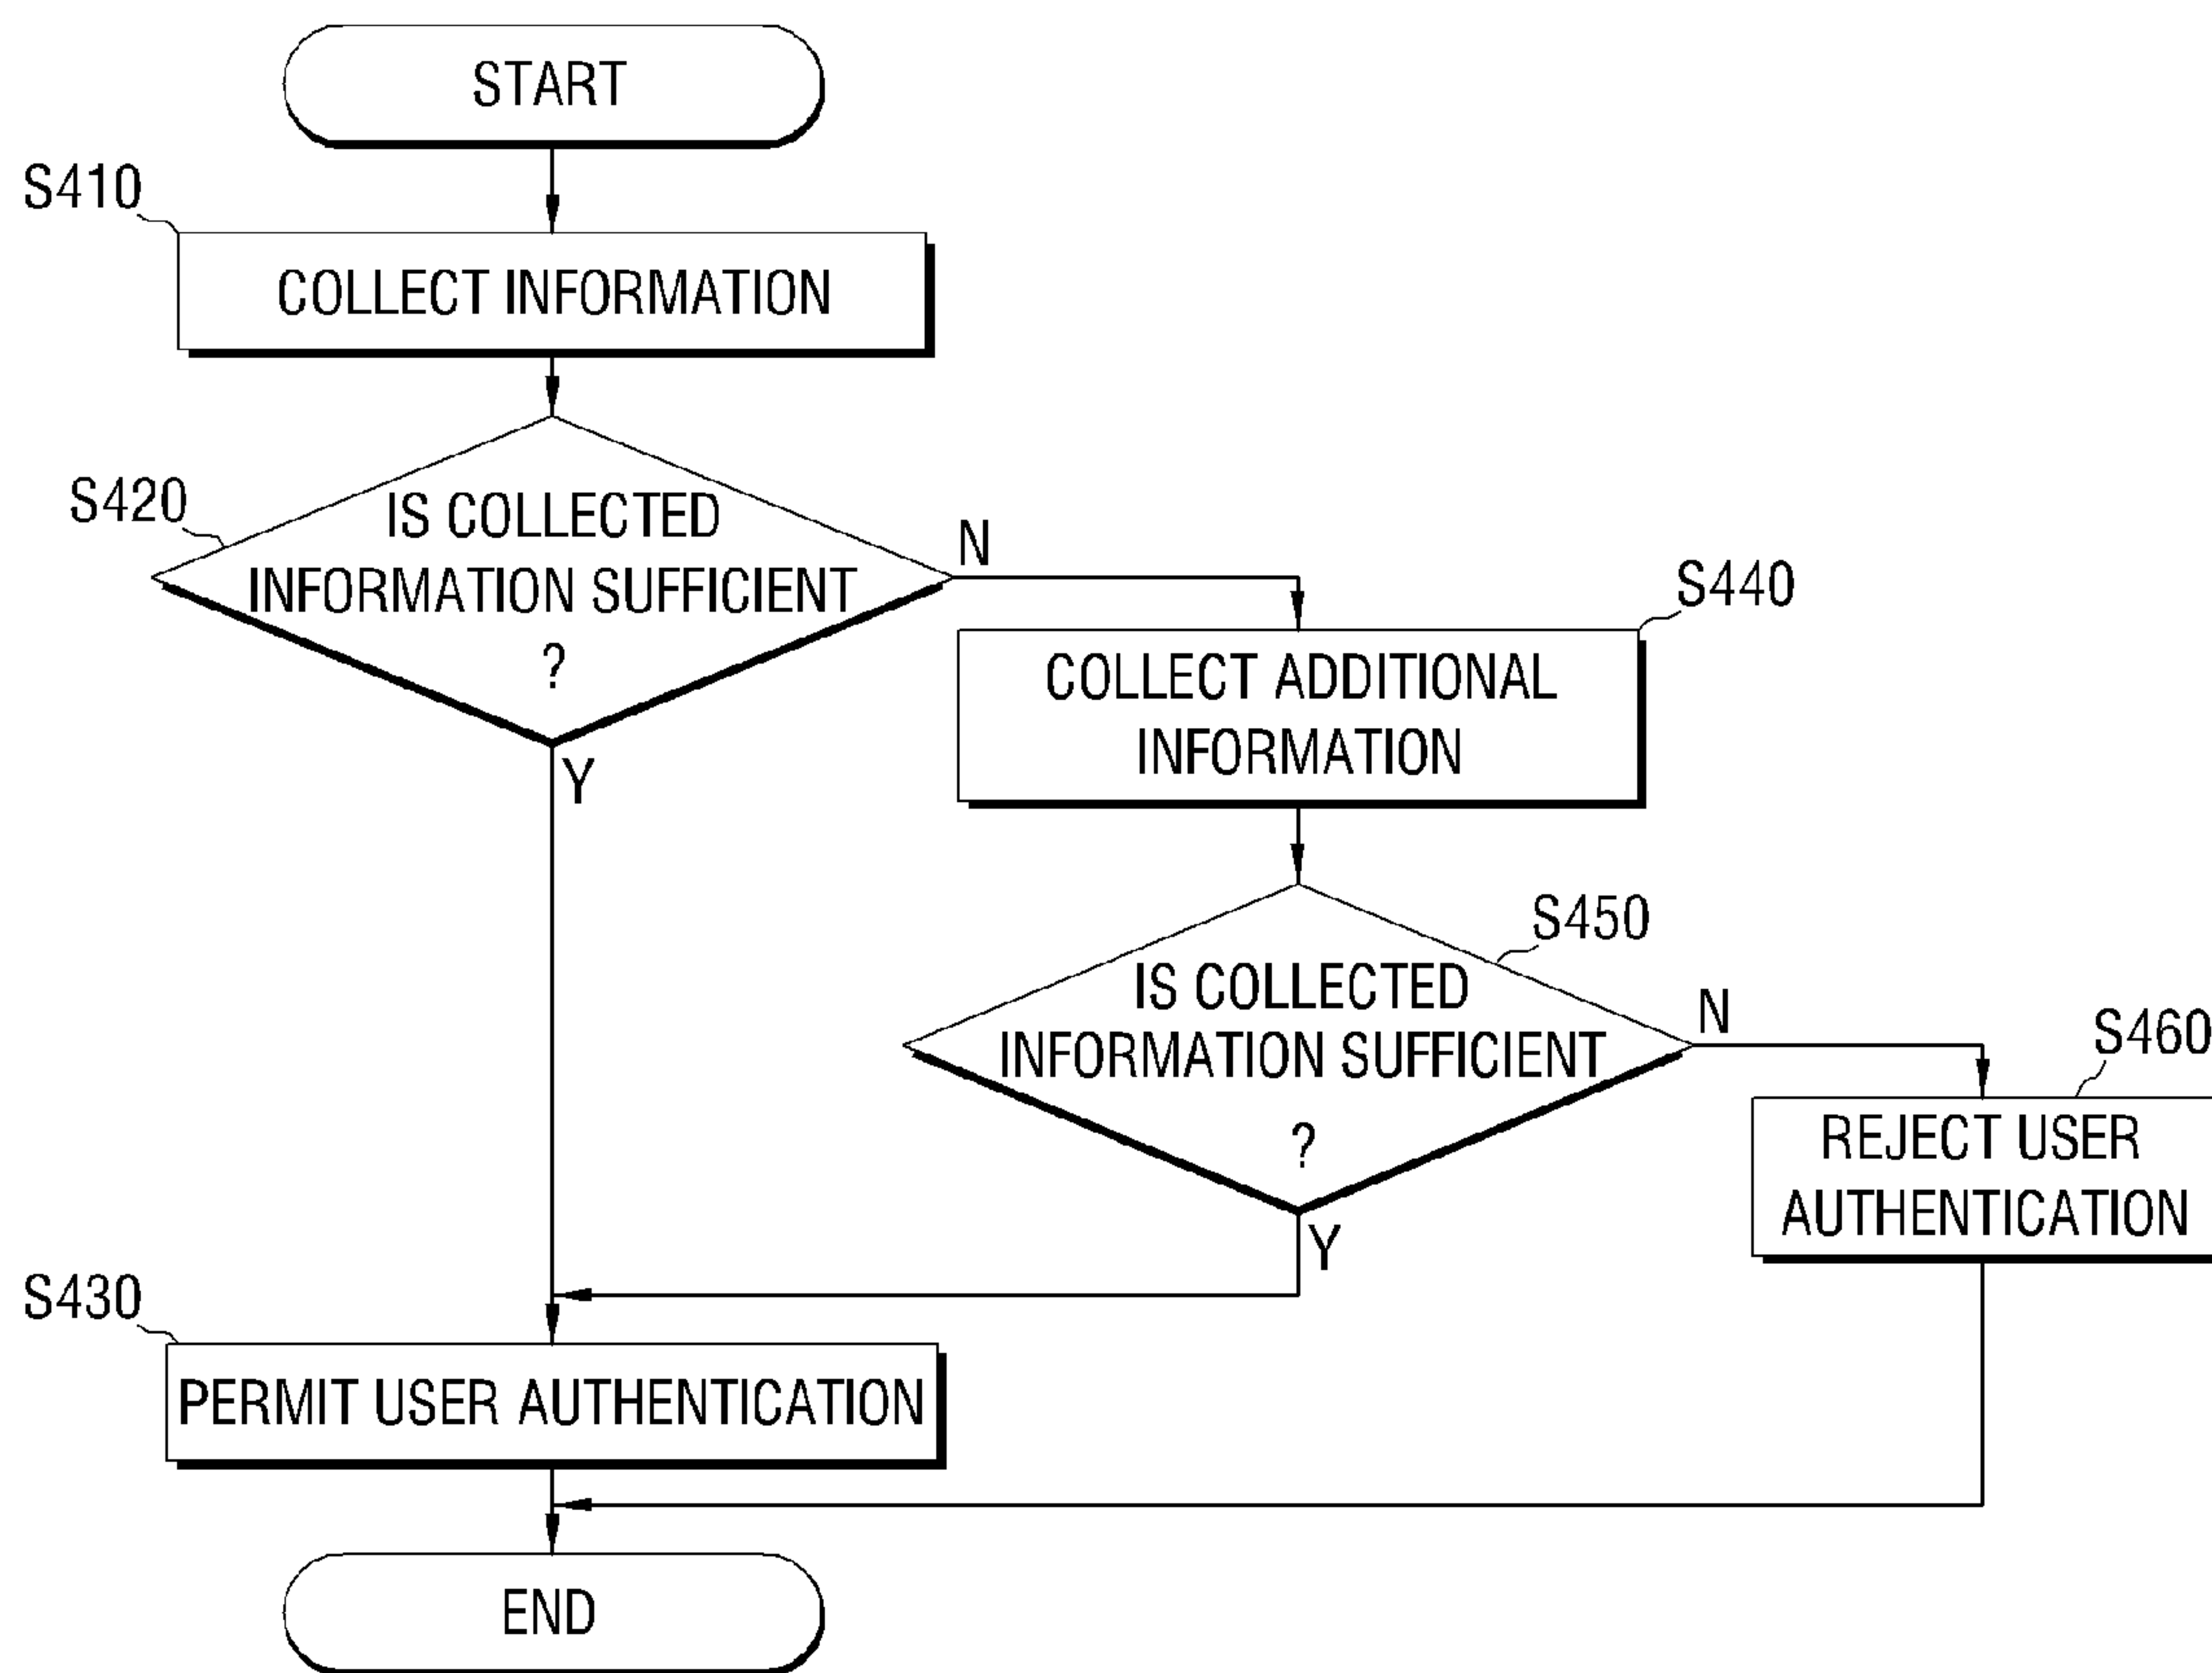 START
S410
COLLECT INFORMATION
S420
IS COLLECTED
INFORMATION SUFFICIENT
?
N
Y
S440
COLLECT ADDITIONAL
INFORMATION
S450
IS COLLECTED
INFORMATION SUFFICIENT
?
N
Y
S460
REJECT USER
AUTHENTICATION
S430
PERMIT USER AUTHENTICATION
END